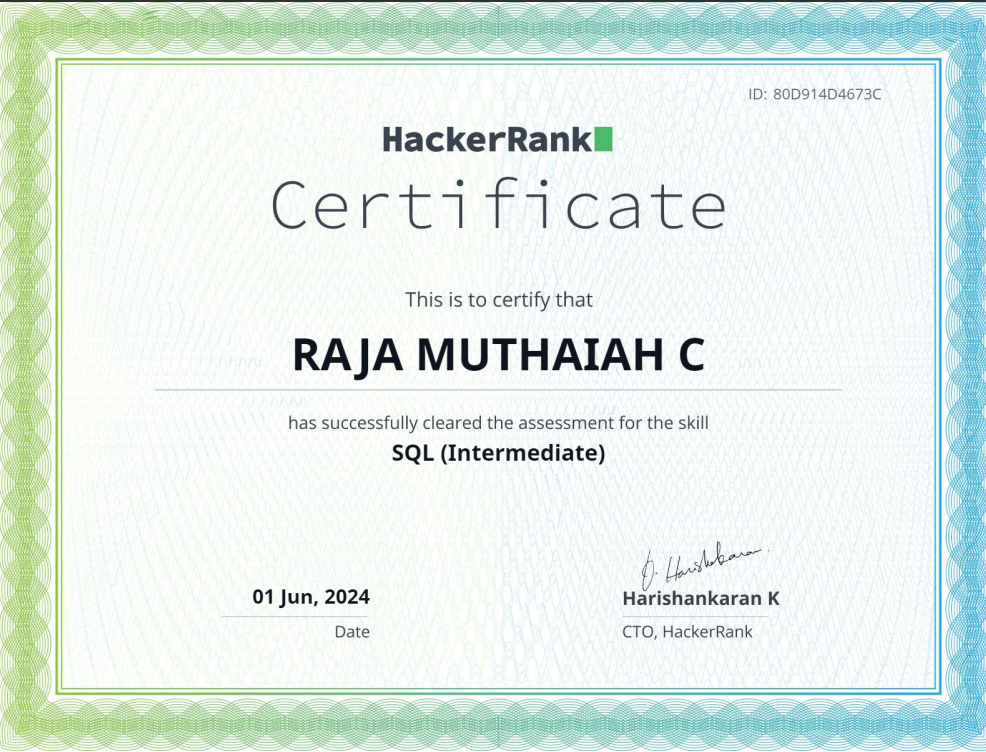 ID: 80D914D4673C
HackerRank
Certificate
This is to certify that
RAJA MUTHAIAH C
has successfully cleared the assessment for the skill
SQL (Intermediate)
01 Jun, 2024
Date
Harishankaran K
CTO, HackerRank